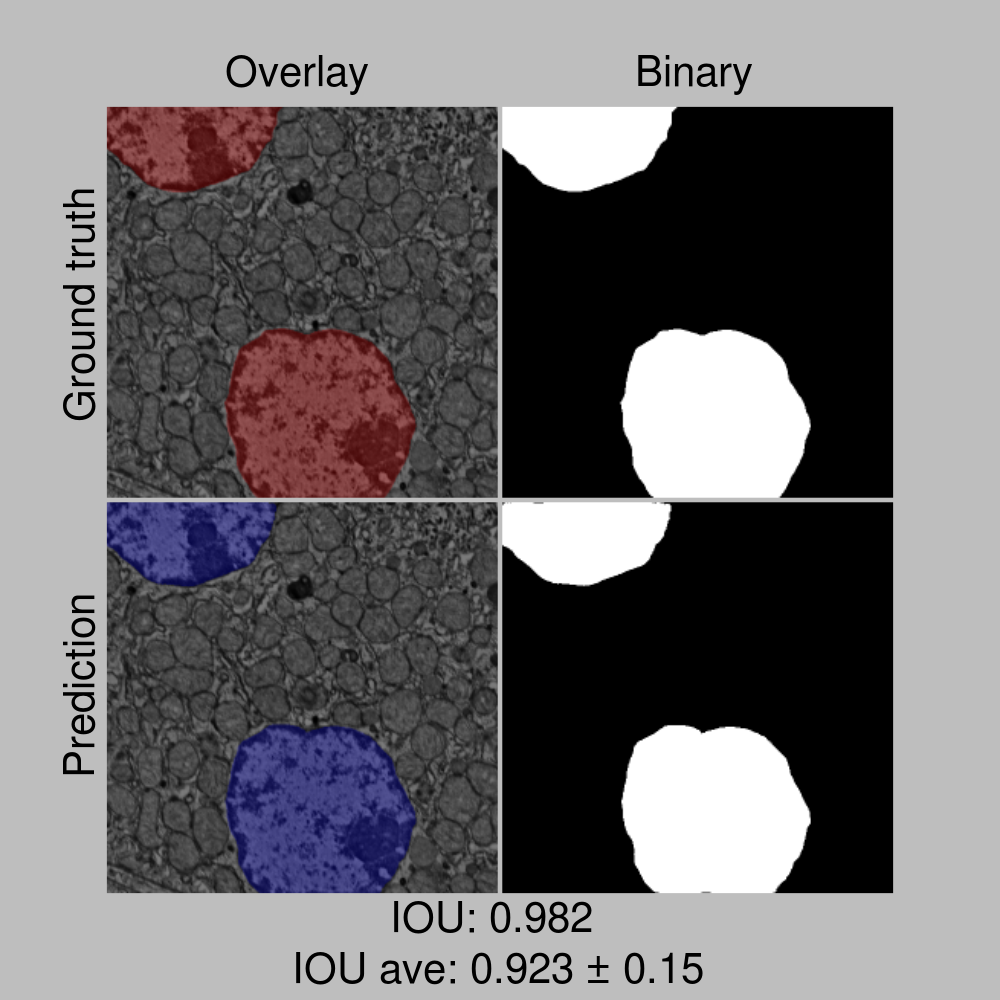 Overlay
Binary
Ground truth
Prediction
IOU: 0.982
IOU ave: 0.923 ± 0.15